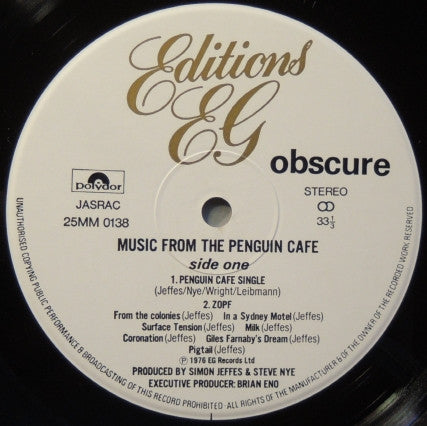 Editions
EG
obscure
polydor
JASRAC
25MM 0138
STEREO
33 1/3
MUSIC FROM THE PENGUIN CAFE
side one
1. PENGUIN CAFE SINGLE
(Jeffes/Nye/Wright/Leibmann)
2. ZOPF
From the colonies (Jeffes) In a Sydney Motel (Jeffes)
Surface Tension (Jeffes) Milk (Jeffes)
Coronation (Jeffes) Giles Farnaby's Dream (Jeffes)
Pigtail (Jeffes)
Ⓟ 1976 EG Records Ltd
PRODUCED BY SIMON JEFFES & STEVE NYE
EXECUTIVE PRODUCER: BRIAN ENO
UNAUTHORISED COPYING PUBLIC PERFORMANCE & BROADCASTING OF THIS RECORD PROHIBITED · ALL RIGHTS OF THE MANUFACTURER & OF THE OWNER OF THE RECORDED WORK RESERVED